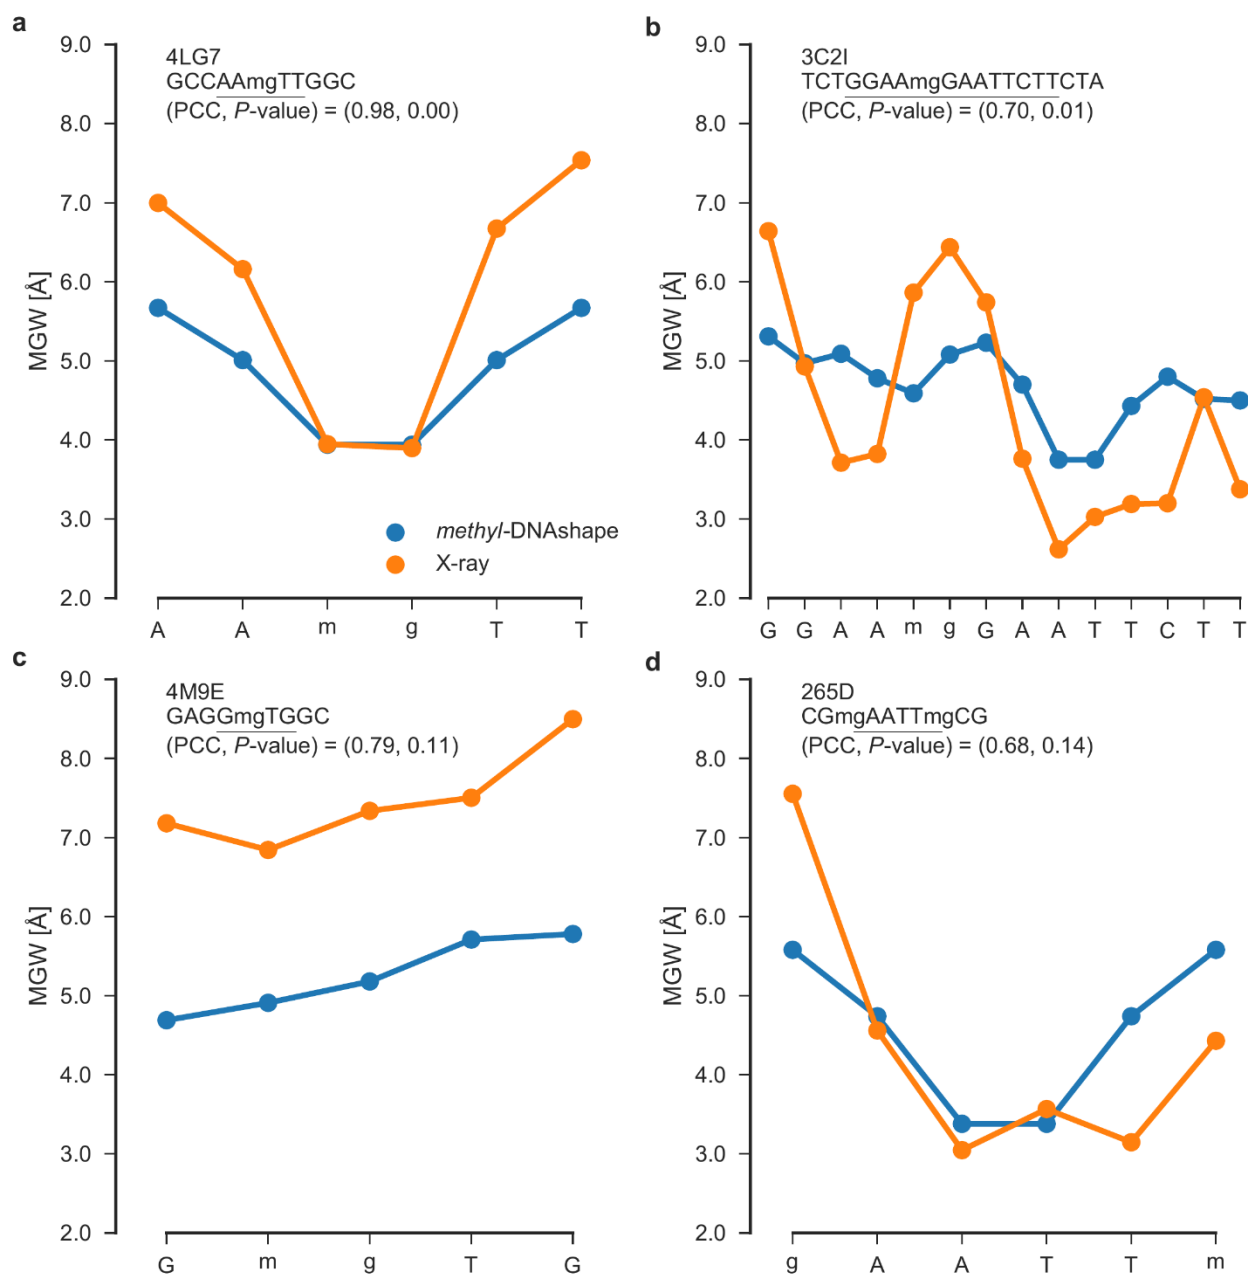 a
9.0
8.0
7.0
6.0
5.0
4.0
3.0
2.0
MGW [Å]
4LG7
GCCAAmgTTGGC
(PCC, P-value) = (0.98, 0.00)
methyl-DNAshape
X-ray
A A m g T T
b
9.0
8.0
7.0
6.0
5.0
4.0
3.0
2.0
MGW [Å]
3C2I
TCTGGAAmgGAATTCTTCTA
(PCC, P-value) = (0.70, 0.01)
G G A A m g G A A T T C T T
c
9.0
8.0
7.0
6.0
5.0
4.0
3.0
2.0
MGW [Å]
4M9E
GAGGmgTGGC
(PCC, P-value) = (0.79, 0.11)
G m g T G
d
9.0
8.0
7.0
6.0
5.0
4.0
3.0
2.0
MGW [Å]
265D
CGmgAATTmgCG
(PCC, P-value) = (0.68, 0.14)
g A A T T m